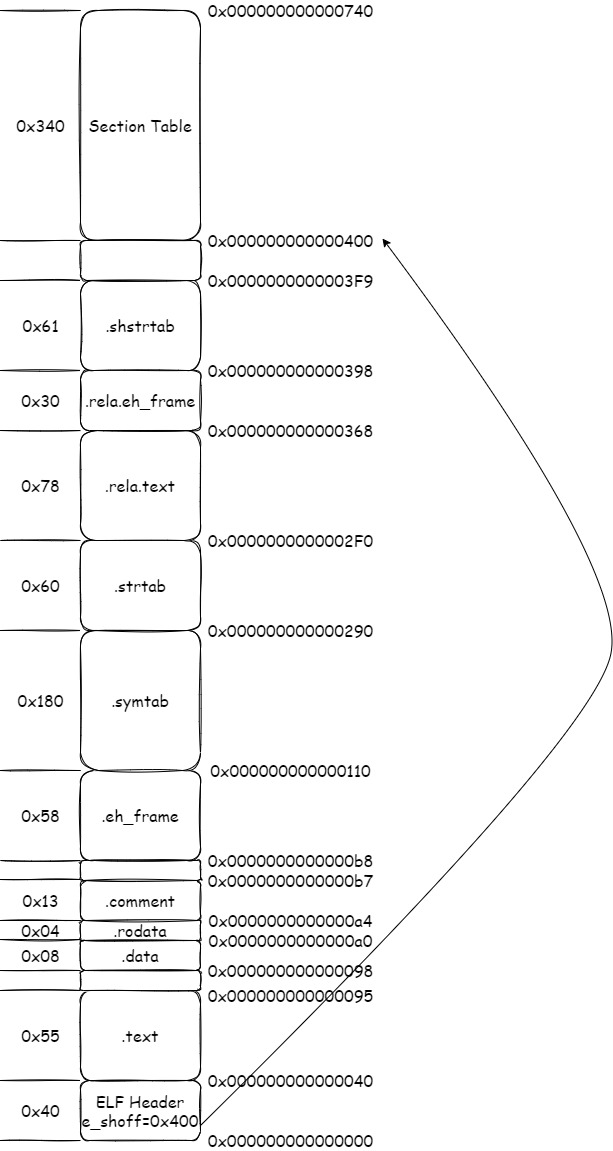 0x000000000000740
0x340
Section Table
0x000000000000400
0x0000000000003F9
0x61
.shstrtab
0x000000000000398
0x30
.rela.eh_frame
0x000000000000368
0x78
.rela.text
0x0000000000002F0
0x60
.strtab
0x000000000000290
0x180
.symtab
0x000000000000110
0x58
.eh_frame
0x0000000000000b8
0x0000000000000b7
0x13
.comment
0x0000000000000a4
0x04
.rodata
0x0000000000000a0
0x08
.data
0x000000000000098
0x000000000000095
0x55
.text
0x000000000000040
0x40
ELF Header
e_shoff=0x400
0x000000000000000